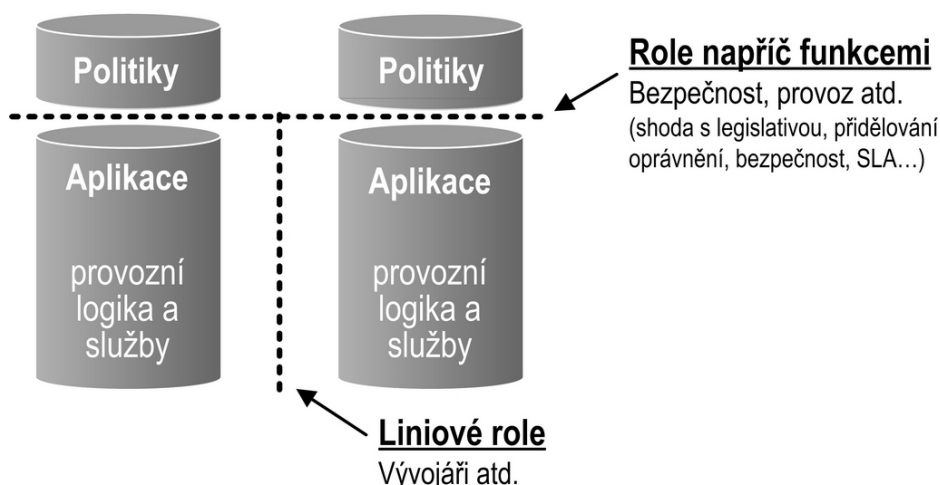 Politiky
Politiky
Role napříč funkcemi
Bezpečnost, provoz atd.
(shoda s legislativou, přidělování
oprávnění, bezpečnost, SLA…)
Aplikace
provozní
logika a
služby
Aplikace
provozní
logika a
služby
Liniové role
Vývojáři atd.